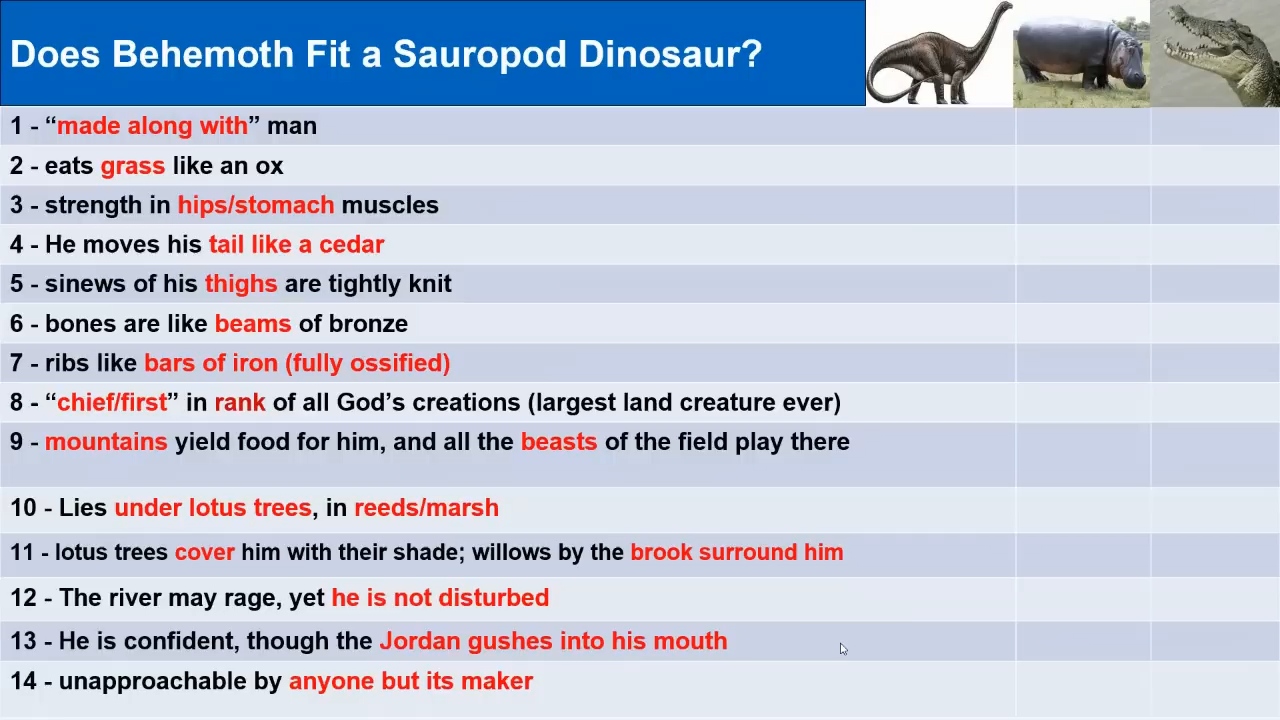 Does Behemoth Fit a Sauropod Dinosaur?
1 - “made along with” man
2 - eats grass like an ox
3 - strength in hips/stomach muscles
4 - He moves his tail like a cedar
5 - sinews of his thighs are tightly knit
6 - bones are like beams of bronze
7 - ribs like bars of iron (fully ossified)
8 - “chief/first” in rank of all God’s creations (largest land creature ever)
9 - mountains yield food for him, and all the beasts of the field play there
10 - Lies under lotus trees, in reeds/marsh
11 - lotus trees cover him with their shade; willows by the brook surround him
12 - The river may rage, yet he is not disturbed
13 - He is confident, though the Jordan gushes into his mouth
14 - unapproachable by anyone but its maker